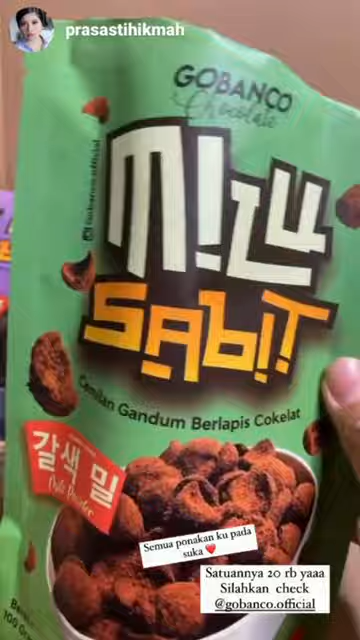 prasastihikmah
GOBANCO
Chocolate
@Gobanco.official
MiLU
SAbiT
Cemilan Gandum Berlapis Cokelat
갈색 밀
Semua ponakan ku pada
suka ❤️
Satuannya 20 rb yaaa
Silahkan check
@gobanco.official